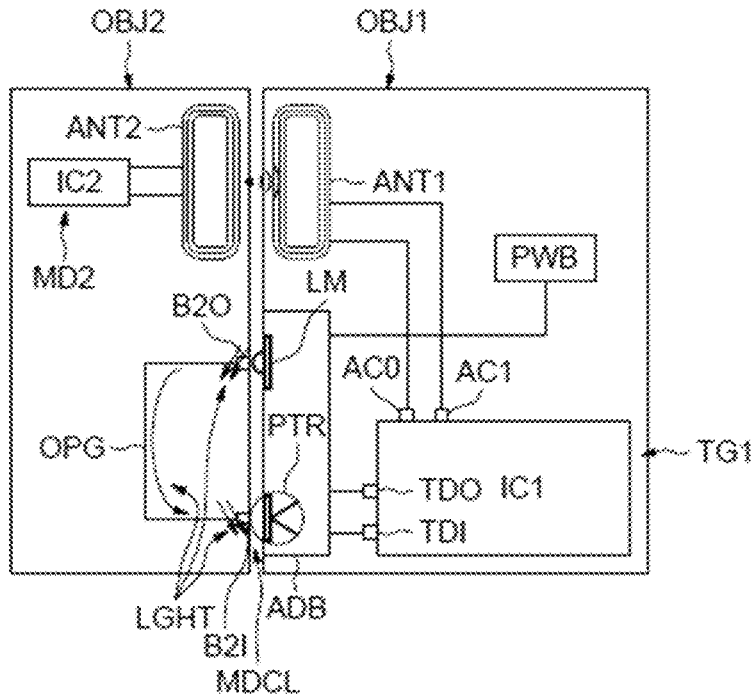 OBJ2 OBJ1
ANT2
IC2 ANT1
MD2 PWB
B2O LM
AC0 AC1
OPG PTR
TG1
TDO IC1
TDI
LGHT ADB
B2I
MDCL